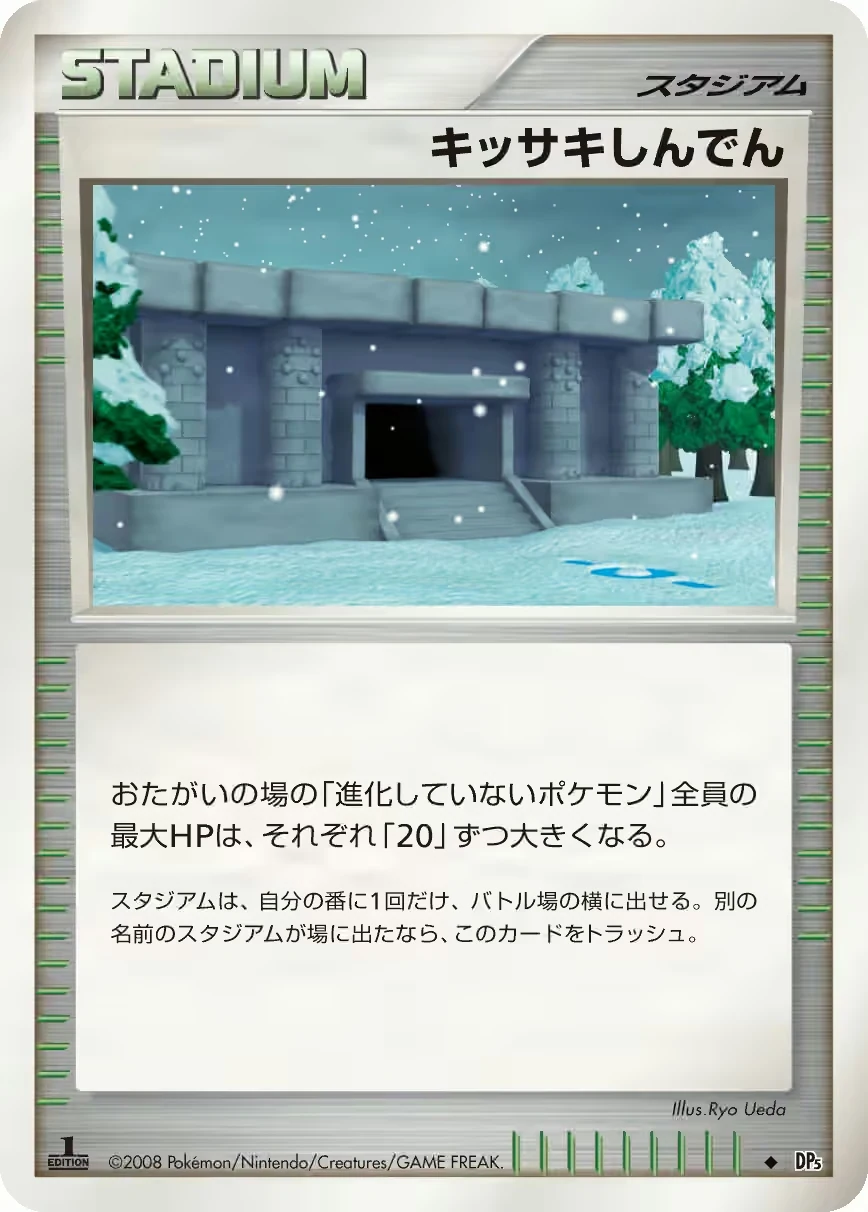 STADIUM
スタジアム
キッサキしんでん
おたがいの場の「進化していないポケモン」全員の
最大HPは、それぞれ「20」ずつ大きくなる。
スタジアムは、自分の番に1回だけ、バトル場の横に出せる。別の
名前のスタジアムが場に出たなら、このカードをトラッシュ。
Illus. Ryo Ueda
1
EDITION
©2008 Pokémon/Nintendo/Creatures/GAME FREAK.
◆ DP5